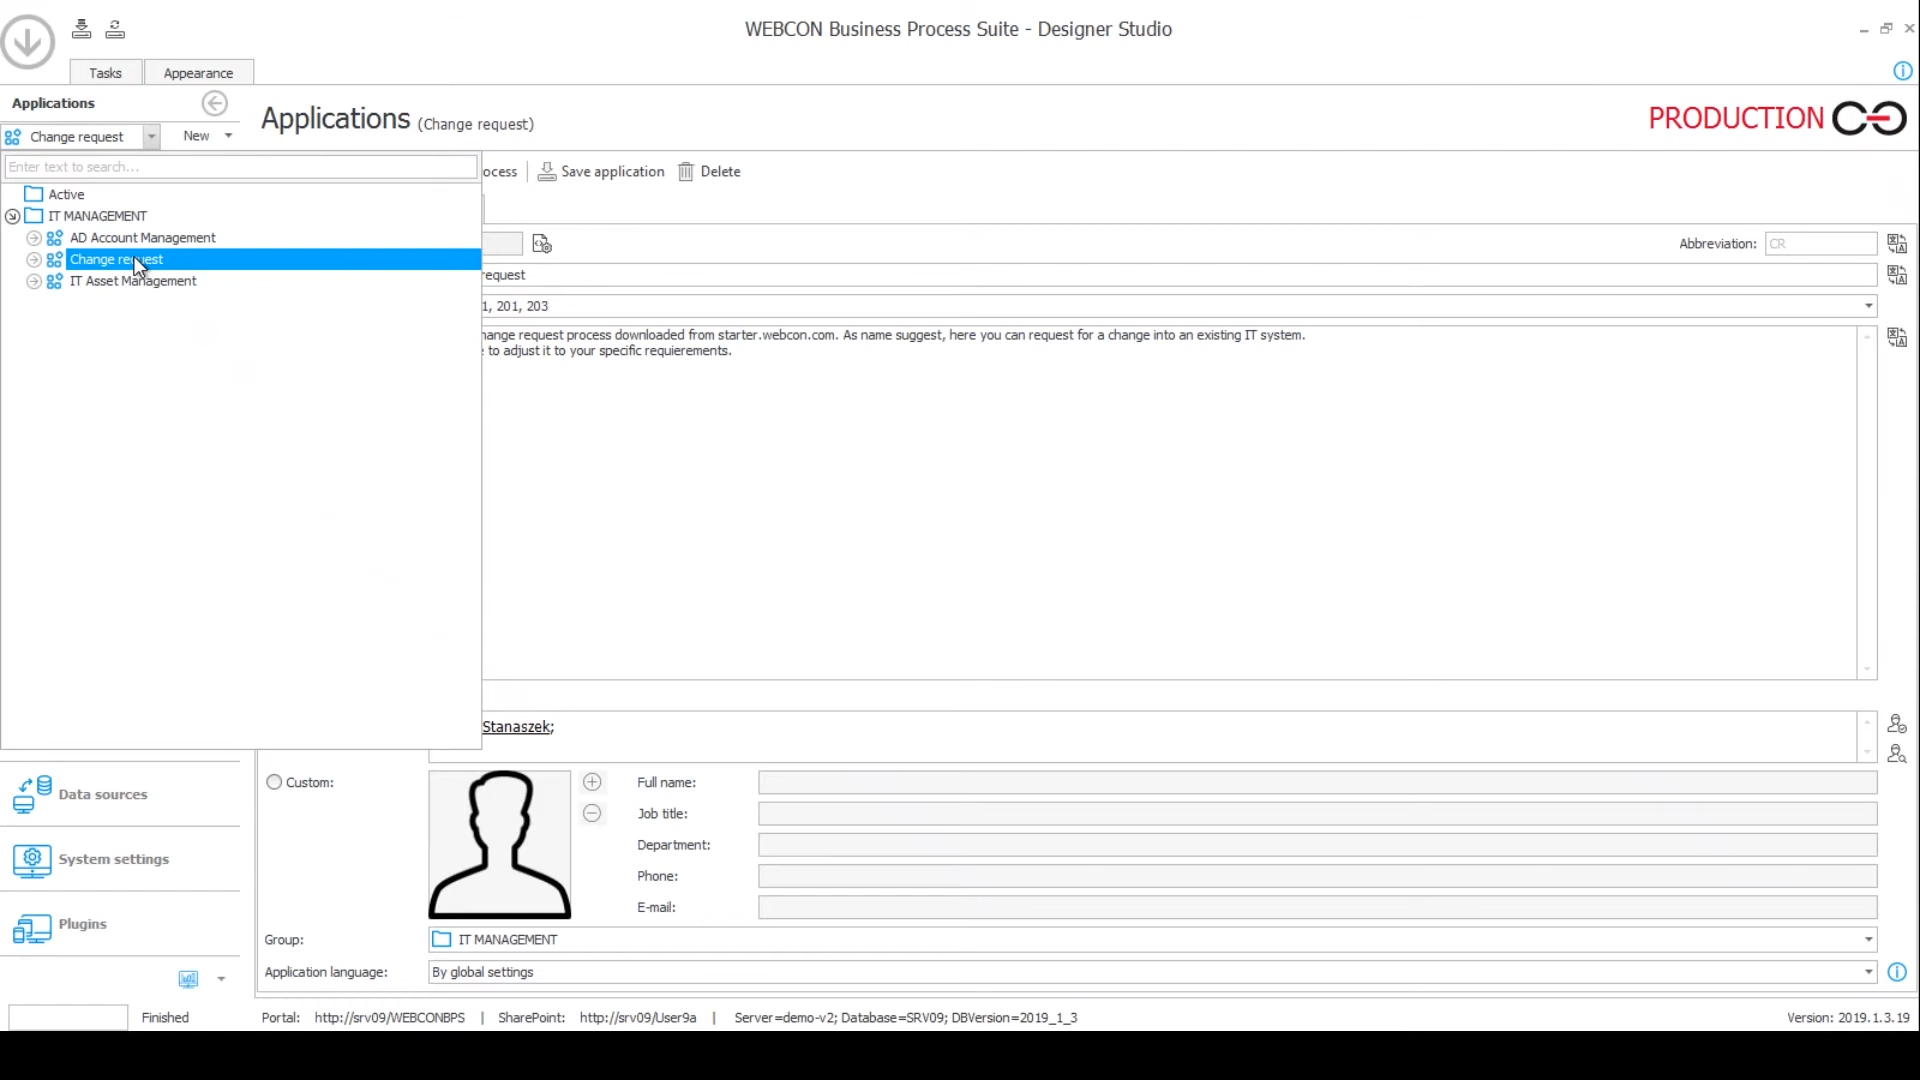 WEBCON Business Process Suite - Designer Studio
Tasks
Appearance
Applications
Change request
New
Applications (Change request)
PRODUCTION
Enter text to search...
ocess
Save application
Delete
Active
IT MANAGEMENT
AD Account Management
Change request
IT Asset Management
Abbreviation:
CR
request
1, 201, 203
hange request process downloaded from starter.webcon.com. As name suggest, here you can request for a change into an existing IT system.
to adjust it to your specific requierements.
Stanaszek;
Data sources
System settings
Plugins
Custom:
Full name:
Job title:
Department:
Phone:
E-mail:
Group:
IT MANAGEMENT
Application language:
By global settings
Finished
Portal: http://srv09/WEBCONBPS | SharePoint: http://srv09/User9a | Server=demo-v2; Database=SRV09; DBVersion=2019_1_3
Version: 2019.1.3.19